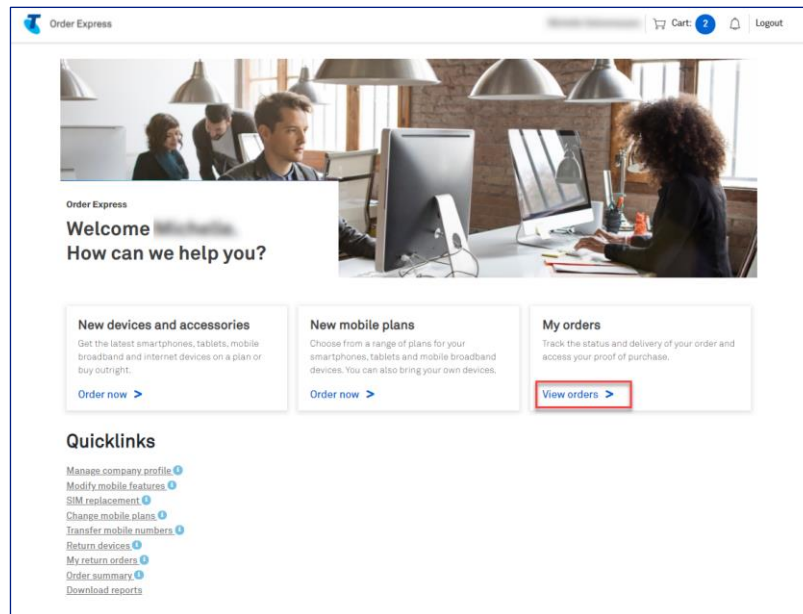 Order Express
Cart: 2
Logout
Order Express
Welcome
How can we help you?
New devices and accessories
Get the latest smartphones, tablets, mobile
broadband and internet devices on a plan or
buy outright.
Order now >
New mobile plans
Choose from a range of plans for your
smartphones, tablets and mobile broadband
devices. You can also bring your own devices.
Order now >
My orders
Track the status and delivery of your order and
access your proof of purchase.
View orders >
Quicklinks
Manage company profile
Modify mobile features
SIM replacement
Change mobile plans
Transfer mobile numbers
Return devices
My return orders
Order summary
Download reports